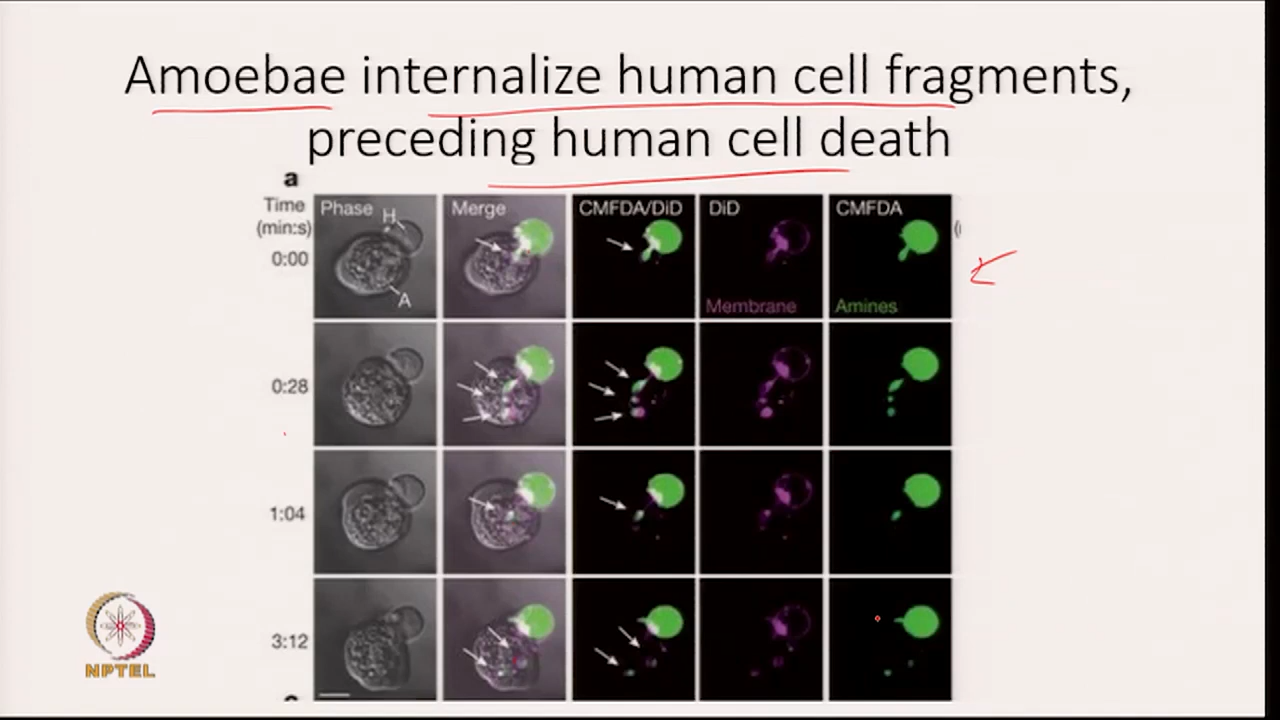 Amoebae internalize human cell fragments,
preceding human cell death
a
Time
(min:s)
Phase
H
A
Merge
CMFDA/DiD
DiD
Membrane
CMFDA
Amines
0:00
0:28
1:04
3:12
NPTEL